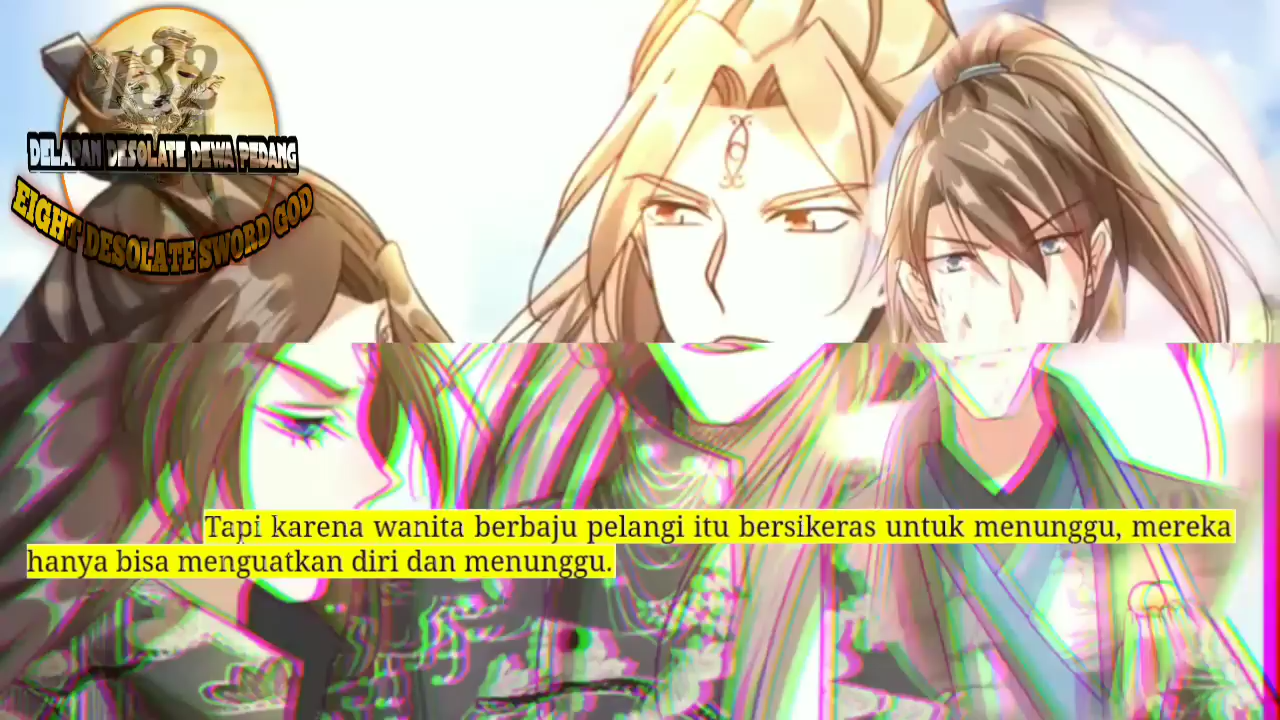 132
DELAPAN DESOLATE DEWA PEDANG
EIGHT DESOLATE SWORD GOD
Tapi karena wanita berbaju pelangi itu bersikeras untuk menunggu, mereka
hanya bisa menguatkan diri dan menunggu.